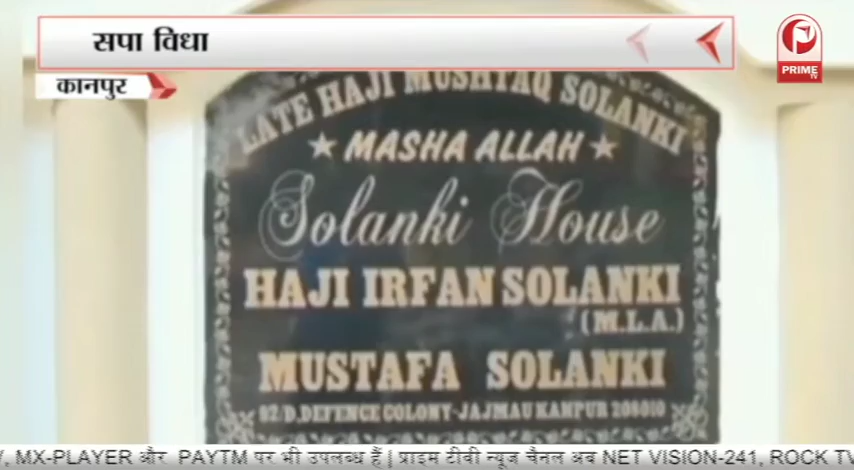 सपा विधा
कानपुर
PRIME
TV
LATE HAJI MUSHTAQ SOLANKI
★ MASHA ALLAH ★
Solanki House
HAJI IRFAN SOLANKI
(M.L.A.)
MUSTAFA SOLANKI
92/D, DEFENCE COLONY-JAJMAU KANPUR 208010
V, MX-PLAYER और PAYTM पर भी उपलब्ध हैं | प्राइम टीवी न्यूज चैनल अब NET VISION-241, ROCK TV